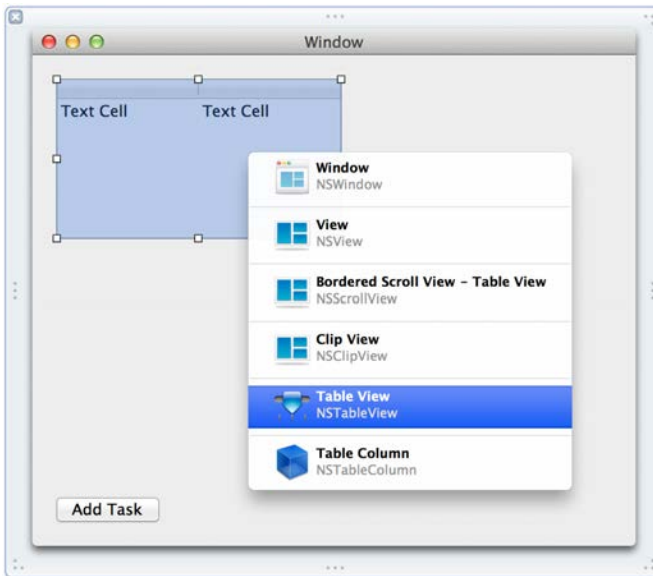 Window
Text Cell Text Cell
Window
NSWindow
View
NSView
Bordered Scroll View - Table View
NSScrollView
Clip View
NSClipView
Table View
NSTableView
Table Column
NSTableColumn
Add Task